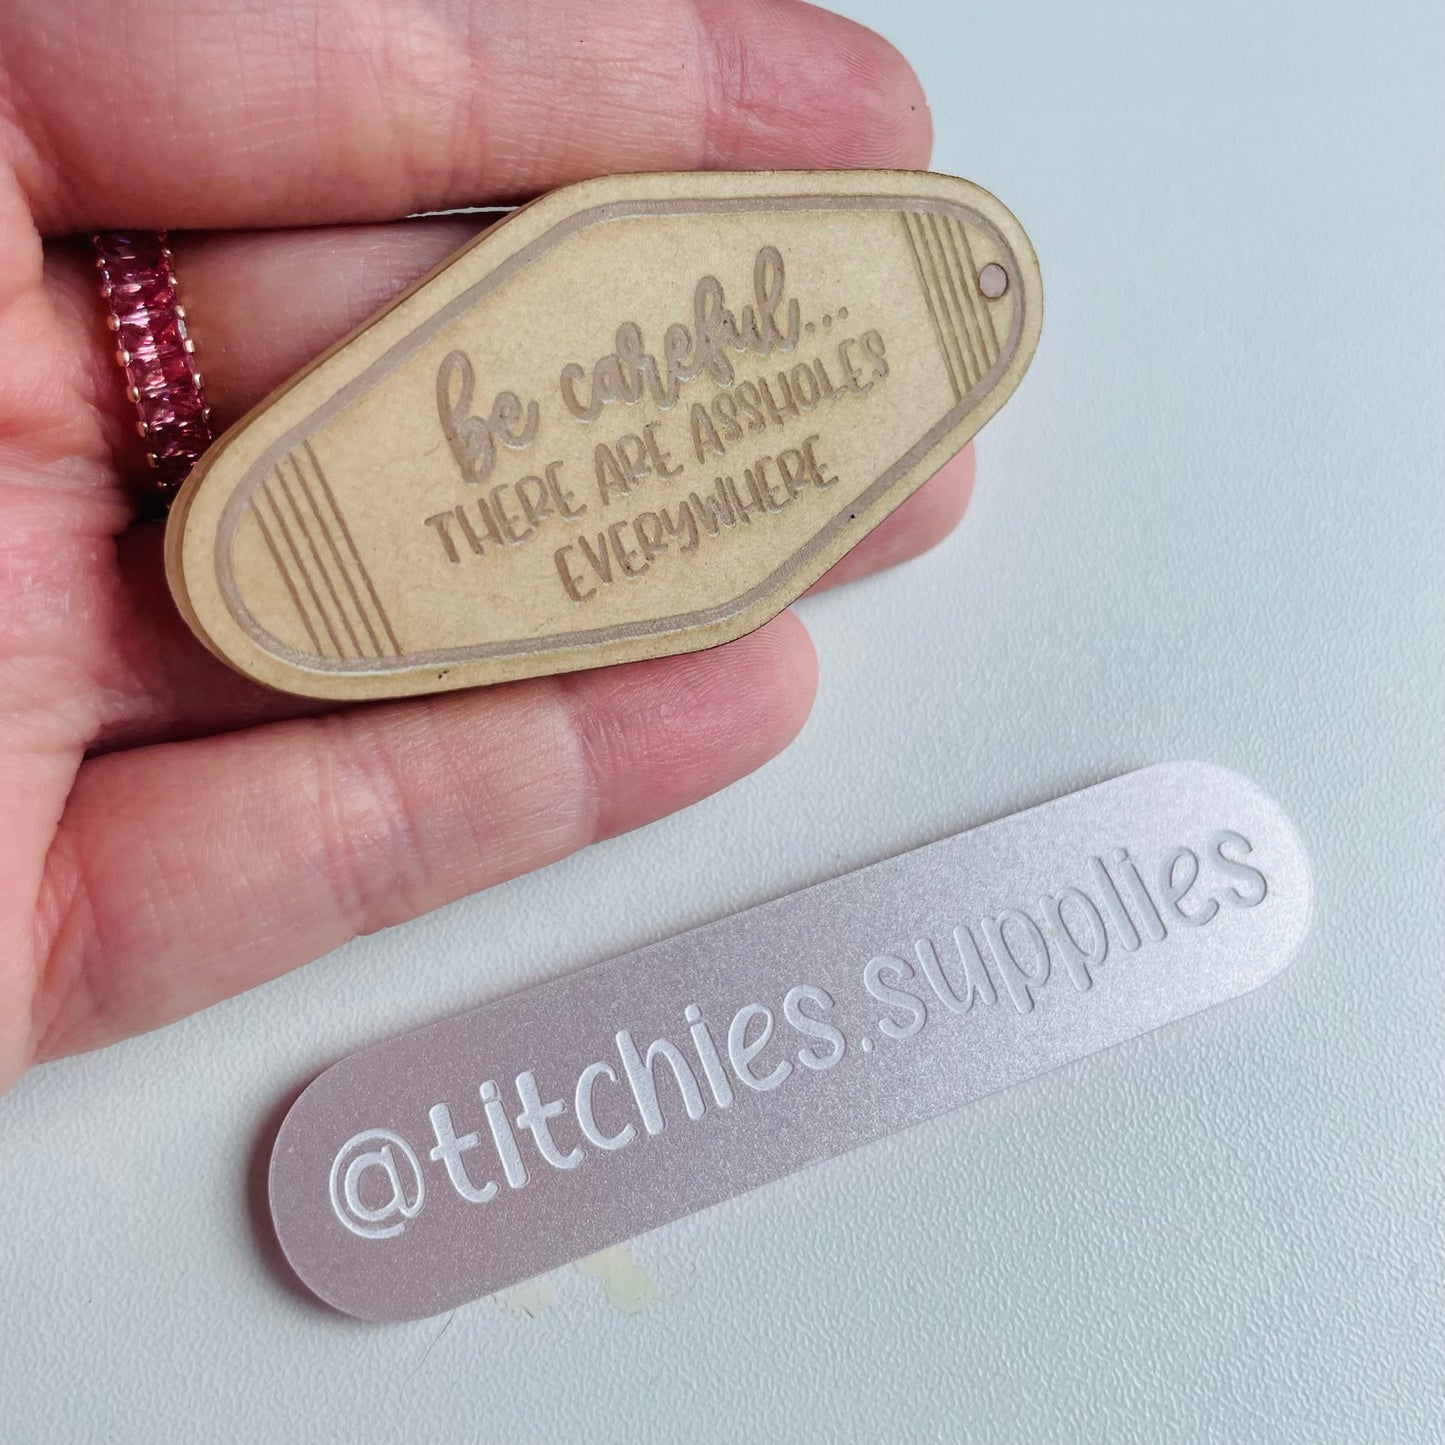 be careful...
THERE ARE ASSHOLES
EVERYWHERE
@titchies.supplies